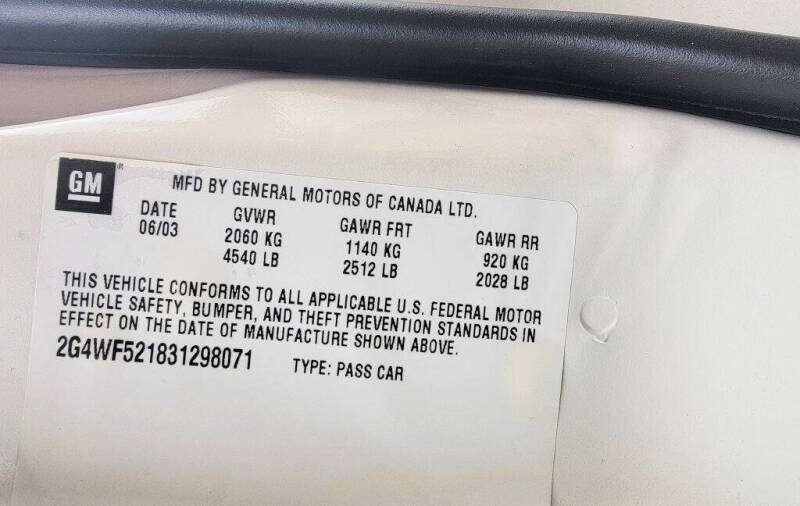 GM
MFD BY GENERAL MOTORS OF CANADA LTD.
DATE GVWR GAWR FRT GAWR RR
06/03 2060 KG 1140 KG 920 KG
4540 LB 2512 LB 2028 LB
THIS VEHICLE CONFORMS TO ALL APPLICABLE U.S. FEDERAL MOTOR
VEHICLE SAFETY, BUMPER, AND THEFT PREVENTION STANDARDS IN
EFFECT ON THE DATE OF MANUFACTURE SHOWN ABOVE.
2G4WF521831298071 TYPE: PASS CAR